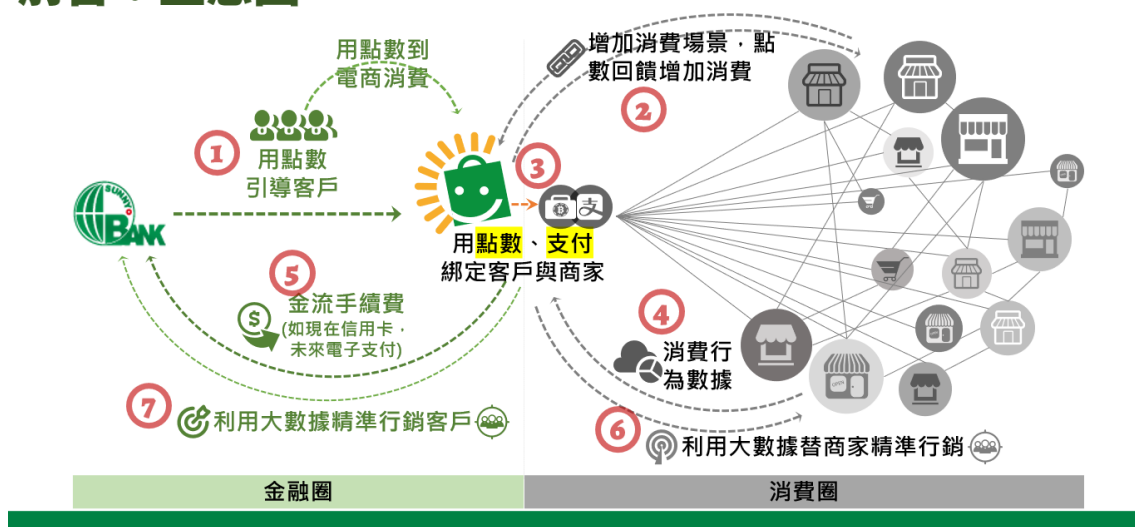 用點數到
電商消費
增加消費場景，點
數回饋增加消費
2
1
用點數
引導客戶
3
SUNNY
BANK
支
用點數、支付
綁定客戶與商家
5
金流手續費
(如現在信用卡，
未來電子支付)
4
消費行
為數據
OPEN
7
利用大數據精準行銷客戶
6
利用大數據替商家精準行銷
金融圈
消費圈